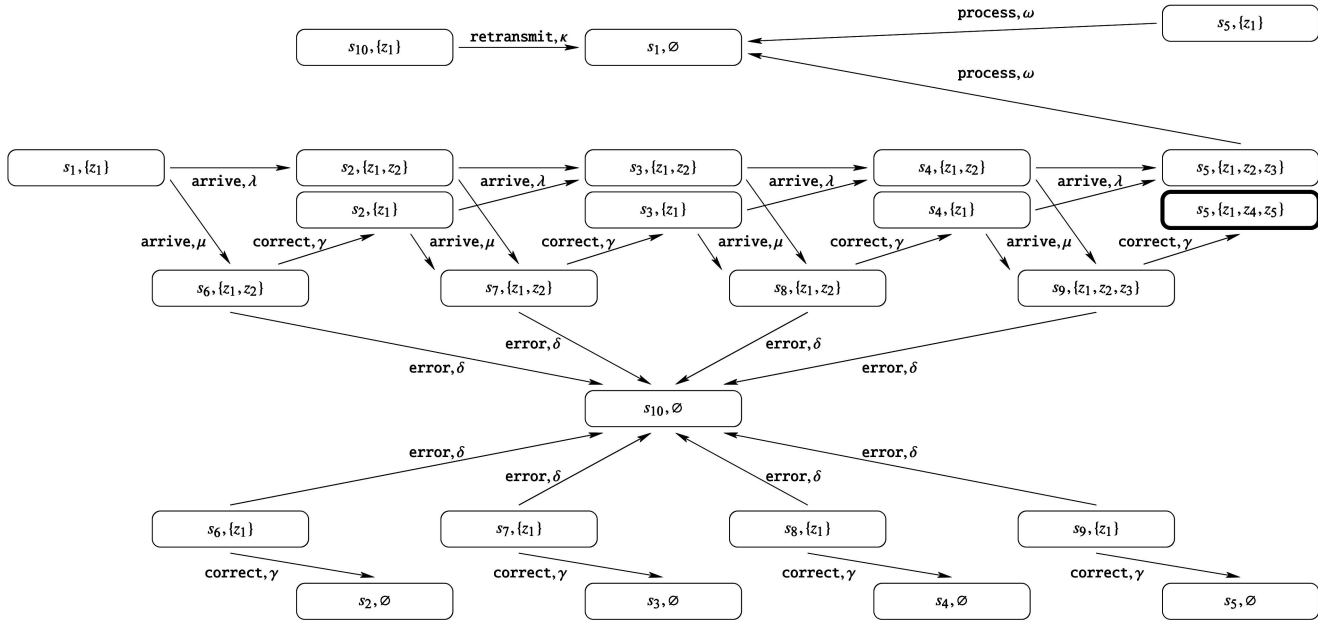 process, ω
s₅, {z₁}
retransmit, κ
s₁₀, {z₁}
s₁, ∅
process, ω
s₁, {z₁}
s₂, {z₁, z₂}
s₃, {z₁, z₂}
s₄, {z₁, z₂}
s₅, {z₁, z₂, z₃}
arrive, λ
arrive, λ
arrive, λ
arrive, λ
s₂, {z₁}
s₃, {z₁}
s₄, {z₁}
s₅, {z₁, z₄, z₅}
arrive, μ
correct, γ
arrive, μ
correct, γ
arrive, μ
correct, γ
arrive, μ
correct, γ
s₆, {z₁, z₂}
s₇, {z₁, z₂}
s₈, {z₁, z₂}
s₉, {z₁, z₂, z₃}
error, δ
error, δ
error, δ
error, δ
s₁₀, ∅
error, δ
error, δ
error, δ
error, δ
s₆, {z₁}
s₇, {z₁}
s₈, {z₁}
s₉, {z₁}
correct, γ
correct, γ
correct, γ
correct, γ
s₂, ∅
s₃, ∅
s₄, ∅
s₅, ∅